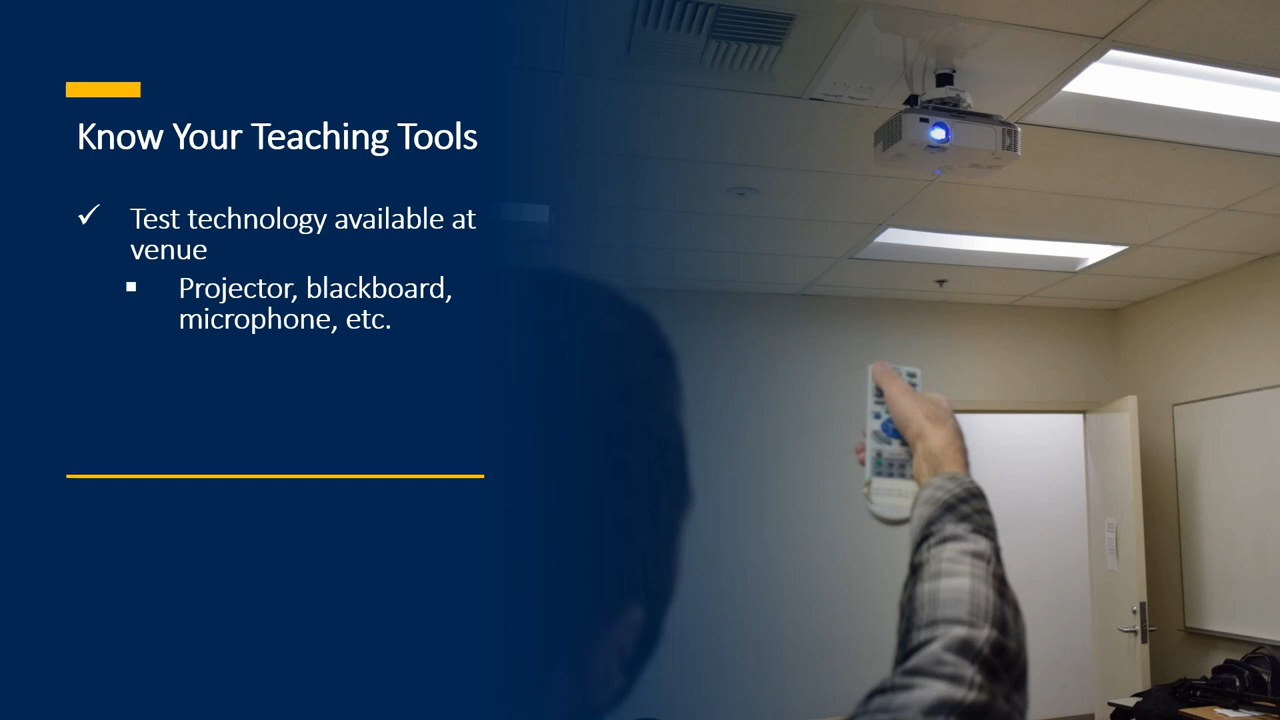 Know Your Teaching Tools
✓ Test technology available at
venue
▪ Projector, blackboard,
microphone, etc.